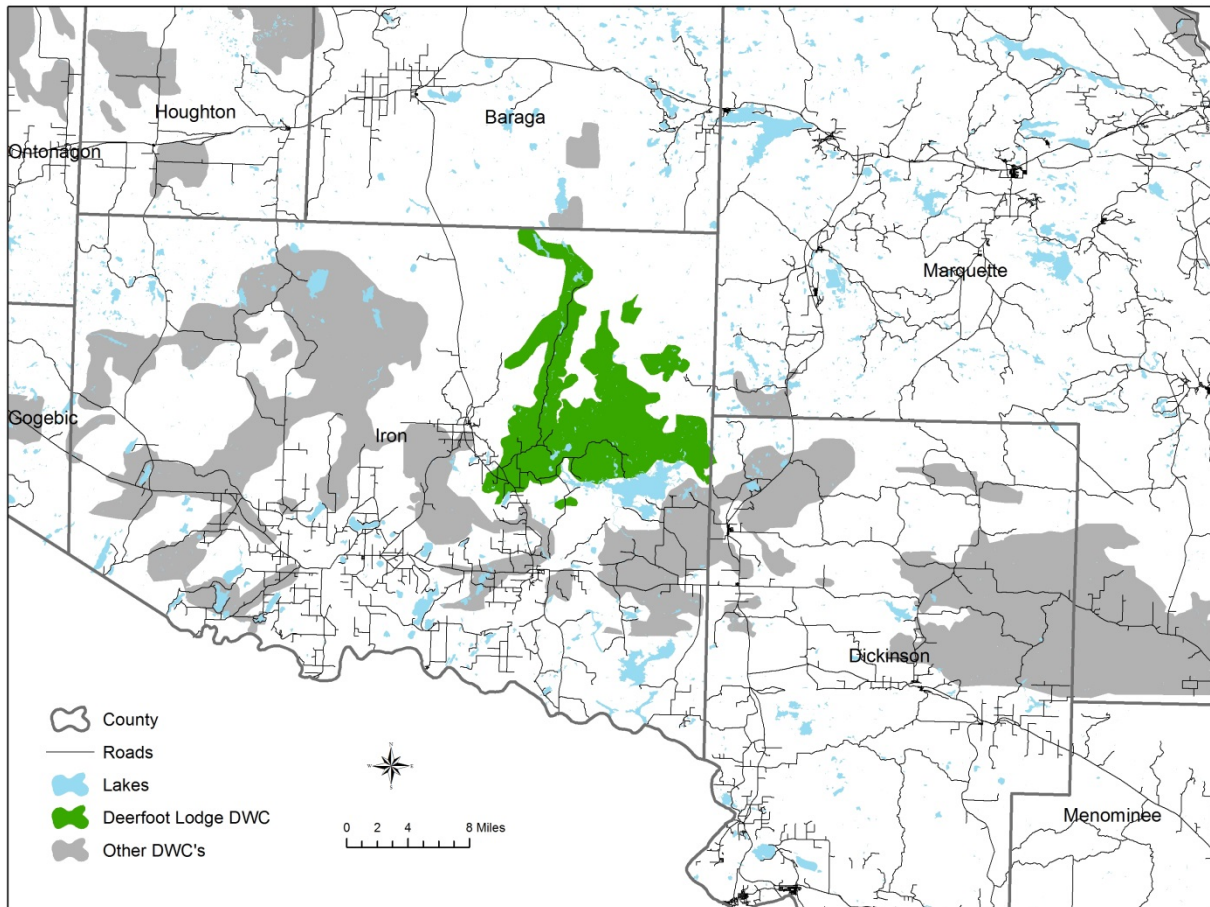 Houghton
Baraga
Ontonagon
Marquette
Gogebic
Iron
Dickinson
Menominee
County
Roads
Lakes
Deerfoot Lodge DWC
Other DWC's
N
W
E
S
0 2 4 8 Miles